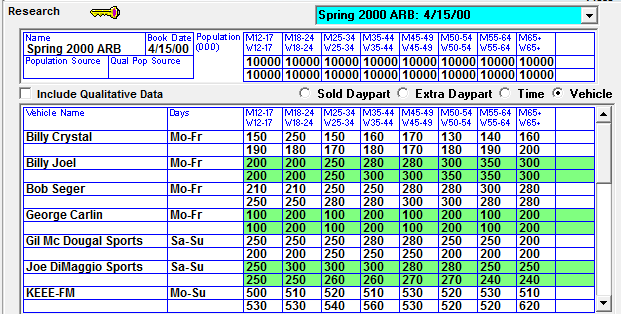 Research
Spring 2000 ARB: 4/15/00
Name Book Date Population M12-17 M18-24 M25-34 M35-44 M45-49 M50-54 M55-64 M65+
Spring 2000 ARB 4/15/00 (000) W12-17 W18-24 W25-34 W35-44 W45-49 W50-54 W55-64 W65+
Population Source Qual Pop Source 10000 10000 10000 10000 10000 10000 10000 10000
10000 10000 10000 10000 10000 10000 10000 10000
Include Qualitative Data Sold Daypart Extra Daypart Time Vehicle
Vehicle Name Days M12-17 M18-24 M25-34 M35-44 M45-49 M50-54 M55-64 M65+
W12-17 W18-24 W25-34 W35-44 W45-49 W50-54 W55-64 W65+
Billy Crystal Mo-Fr 150 250 150 160 170 130 140 160
190 180 170 180 170 180 190 200
Billy Joel Mo-Fr 200 200 250 280 280 300 350 300
200 200 250 300 300 350 350 300
Bob Seger Mo-Fr 210 210 250 250 280 280 300 280
250 250 280 280 280 300 280 280
George Carlin Mo-Fr 100 100 200 100 200 100 200 100
200 100 200 100 200 100 200 100
Gil Mc Dougal Sports Sa-Su 250 250 250 280 280 250 250 250
200 200 250 250 250 250 200 200
Joe DiMaggio Sports Sa-Su 250 300 300 300 280 280 250 250
250 250 260 260 270 270 240 240
KEEE-FM Mo-Su 500 510 520 510 530 520 530 510
530 530 540 560 530 520 520 620